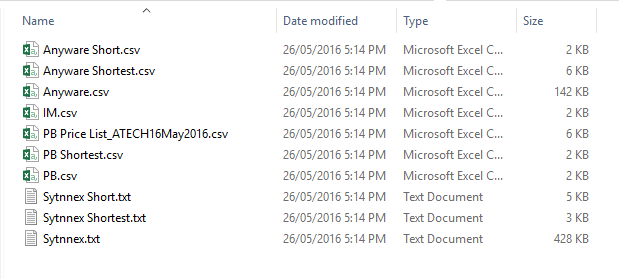 Name Date modified Type Size
Anyware Short.csv 26/05/2016 5:14 PM Microsoft Excel C... 2 KB
Anyware Shortest.csv 26/05/2016 5:14 PM Microsoft Excel C... 6 KB
Anyware.csv 26/05/2016 5:14 PM Microsoft Excel C... 142 KB
IM.csv 26/05/2016 5:14 PM Microsoft Excel C... 2 KB
PB Price List_ATECH16May2016.csv 26/05/2016 5:14 PM Microsoft Excel C... 6 KB
PB Shortest.csv 26/05/2016 5:14 PM Microsoft Excel C... 2 KB
PB.csv 26/05/2016 5:14 PM Microsoft Excel C... 2 KB
Sytnnex Short.txt 26/05/2016 5:14 PM Text Document 5 KB
Sytnnex Shortest.txt 26/05/2016 5:14 PM Text Document 3 KB
Sytnnex.txt 26/05/2016 5:14 PM Text Document 428 KB